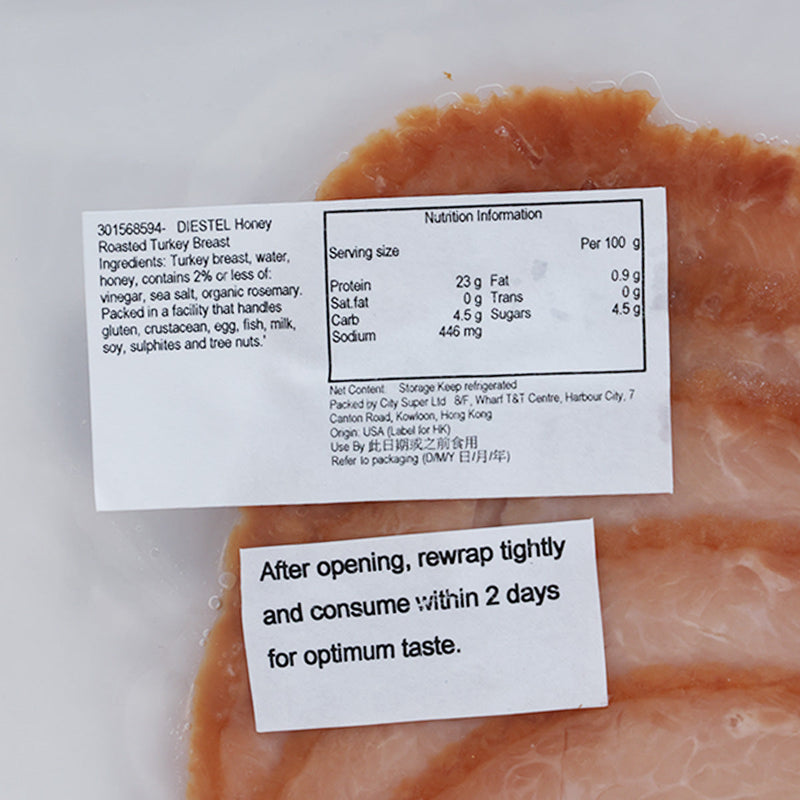 301568594- DIESTEL Honey
Roasted Turkey Breast
Ingredients: Turkey breast, water,
honey, contains 2% or less of:
vinegar, sea salt, organic rosemary.
Packed in a facility that handles
gluten, crustacean, egg, fish, milk,
soy, sulphites and tree nuts.'
Nutrition Information
Serving size Per 100 g
Protein 23 g Fat 0.9 g
Sat.fat 0 g Trans 0 g
Carb 4.5 g Sugars 4.5 g
Sodium 446 mg
Net Content Storage Keep refrigerated
Packed by City Super Ltd 8/F, Wharf T&T Centre, Harbour City, 7
Canton Road, Kowloon, Hong Kong
Origin: USA (Label for HK)
Use By 此日期或之前食用
Refer to packaging (D/M/Y 日/月/年)
After opening, rewrap tightly
and consume within 2 days
for optimum taste.